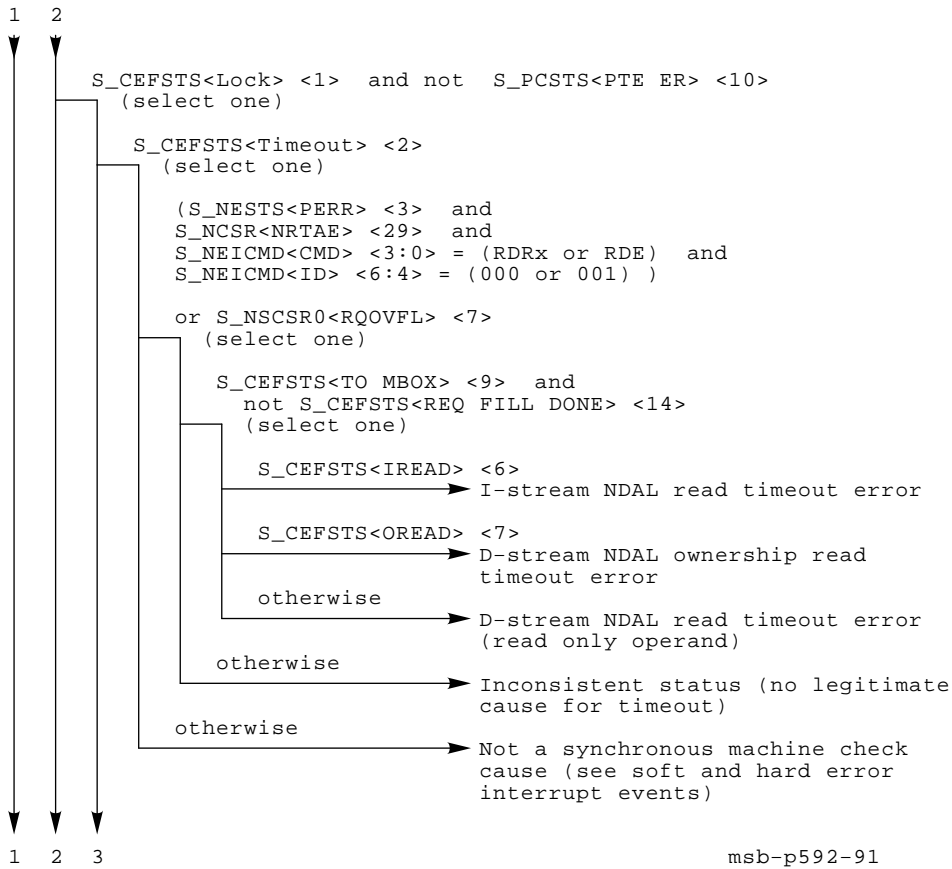 1 2
S_CEFSTS<Lock> <1> and not S_PCSTS<PTE ER> <10>
(select one)
S_CEFSTS<Timeout> <2>
(select one)
(S_NESTS<PERR> <3> and
S_NCSR<NRTAE> <29> and
S_NEICMD<CMD> <3:0> = (RDRx or RDE) and
S_NEICMD<ID> <6:4> = (000 or 001) )
or S_NSCSR0<RQOVFL> <7>
(select one)
S_CEFSTS<TO MBOX> <9> and
not S_CEFSTS<REQ FILL DONE> <14>
(select one)
S_CEFSTS<IREAD> <6>
I-stream NDAL read timeout error
S_CEFSTS<OREAD> <7>
D-stream NDAL ownership read
timeout error
otherwise
D-stream NDAL read timeout error
(read only operand)
otherwise
Inconsistent status (no legitimate
cause for timeout)
otherwise
Not a synchronous machine check
cause (see soft and hard error
interrupt events)
1 2 3
msb-p592-91